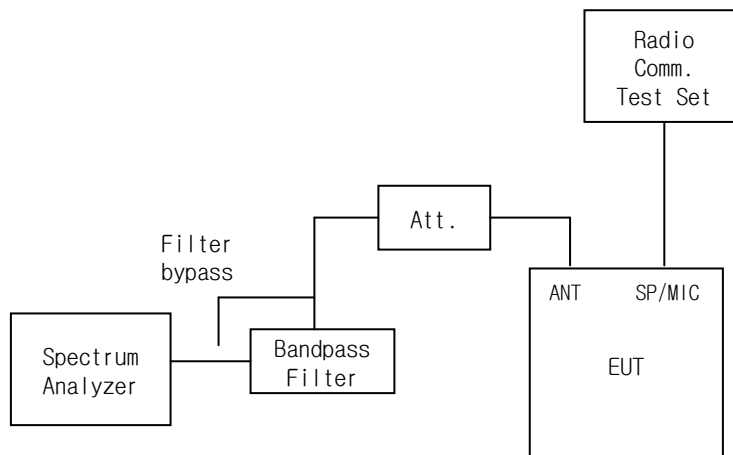 Radio
Comm.
Test Set
Att.
Filter
bypass
ANT SP/MIC
Spectrum
Analyzer
Bandpass
Filter
EUT